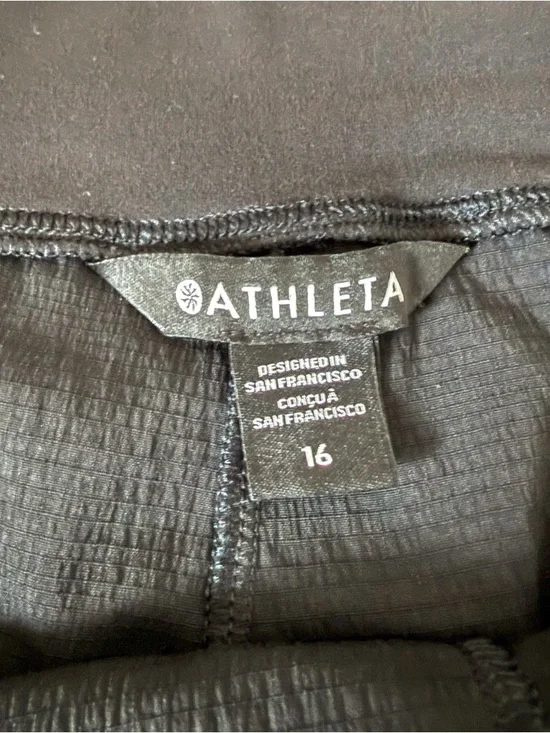 ATHLETA
DESIGNED IN
SAN FRANCISCO
CONÇU À
SAN FRANCISCO
16